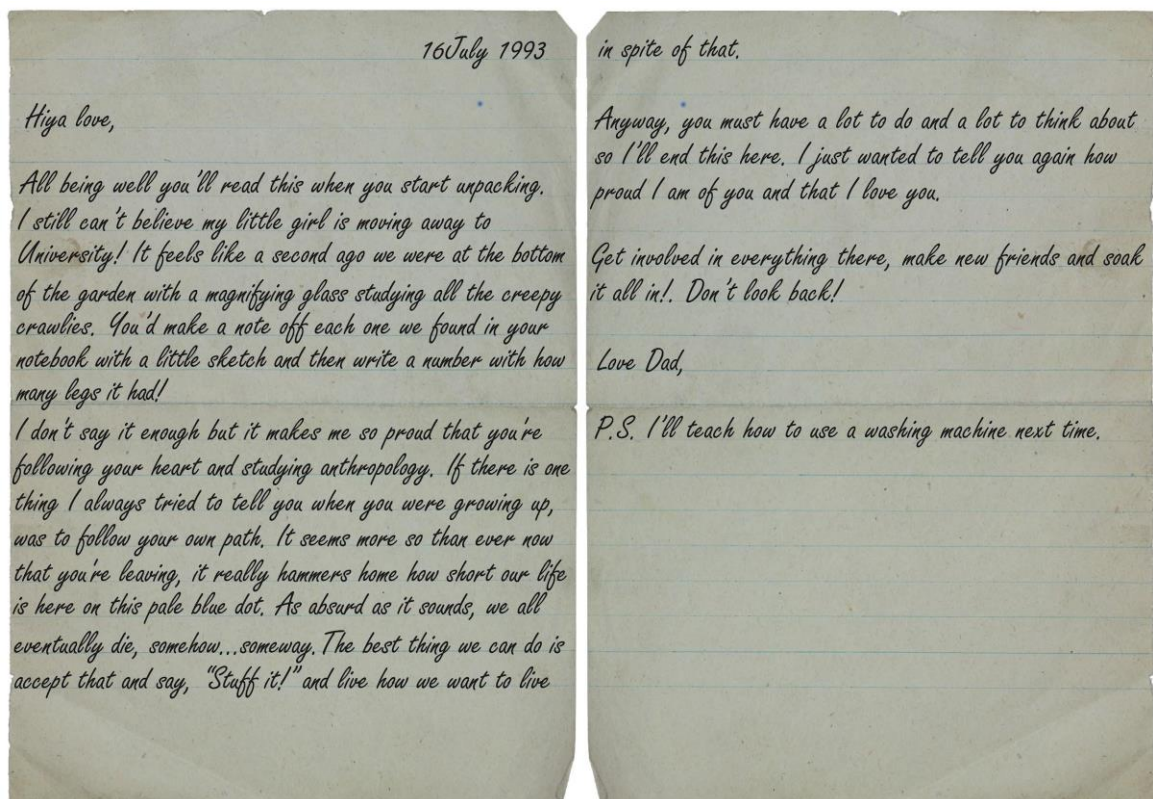 16July 1993
Hiya love,
All being well you'll read this when you start unpacking.
I still can't believe my little girl is moving away to
University! It feels like a second ago we were at the bottom
of the garden with a magnifying glass studying all the creepy
crawlies. You'd make a note off each one we found in your
notebook with a little sketch and then write a number with how
many legs it had!
I don't say it enough but it makes me so proud that you're
following your heart and studying anthropology. If there is one
thing I always tried to tell you when you were growing up,
was to follow your own path. It seems more so than ever now
that you're leaving, it really hammers home how short our life
is here on this pale blue dot. As absurd as it sounds, we all
eventually die, somehow...someway. The best thing we can do is
accept that and say, "Stuff it!" and live how we want to live
in spite of that.
Anyway, you must have a lot to do and a lot to think about
so I'll end this here. I just wanted to tell you again how
proud I am of you and that I love you.
Get involved in everything there, make new friends and soak
it all in!. Don't look back!
Love Dad,
P.S. I'll teach how to use a washing machine next time.